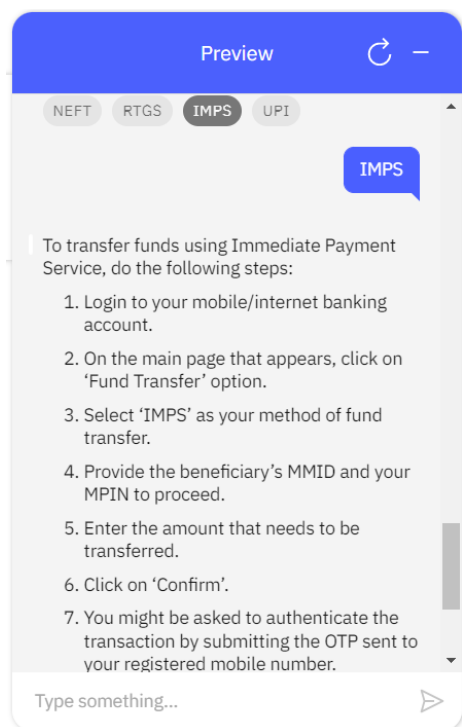 Preview
NEFT RTGS IMPS UPI
IMPS
To transfer funds using Immediate Payment
Service, do the following steps:
1. Login to your mobile/internet banking
account.
2. On the main page that appears, click on
‘Fund Transfer’ option.
3. Select ‘IMPS’ as your method of fund
transfer.
4. Provide the beneficiary’s MMID and your
MPIN to proceed.
5. Enter the amount that needs to be
transferred.
6. Click on ‘Confirm’.
7. You might be asked to authenticate the
transaction by submitting the OTP sent to
your registered mobile number.
Type something...